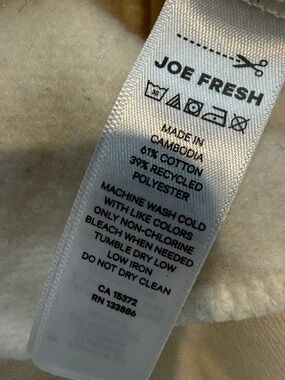 JOE FRESH
MADE IN
CAMBODIA
61% COTTON
39% RECYCLED
POLYESTER
MACHINE WASH COLD
WITH LIKE COLORS
ONLY NON-CHLORINE
BLEACH WHEN NEEDED
TUMBLE DRY LOW
LOW IRON
DO NOT DRY CLEAN
CA 15372
RN 133886